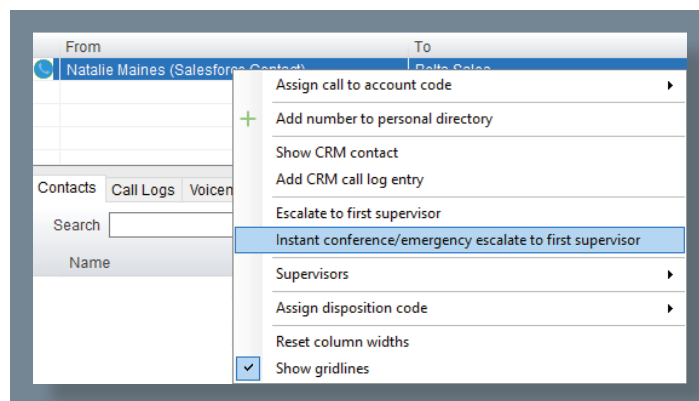 From To
Natalie Maines (Salesforce Contact)
Assign call to account code
Add number to personal directory
Show CRM contact
Add CRM call log entry
Contacts Call Logs Voicem
Escalate to first supervisor
Search
Instant conference/emergency escalate to first supervisor
Name
Supervisors
Assign disposition code
Reset column widths
Show gridlines